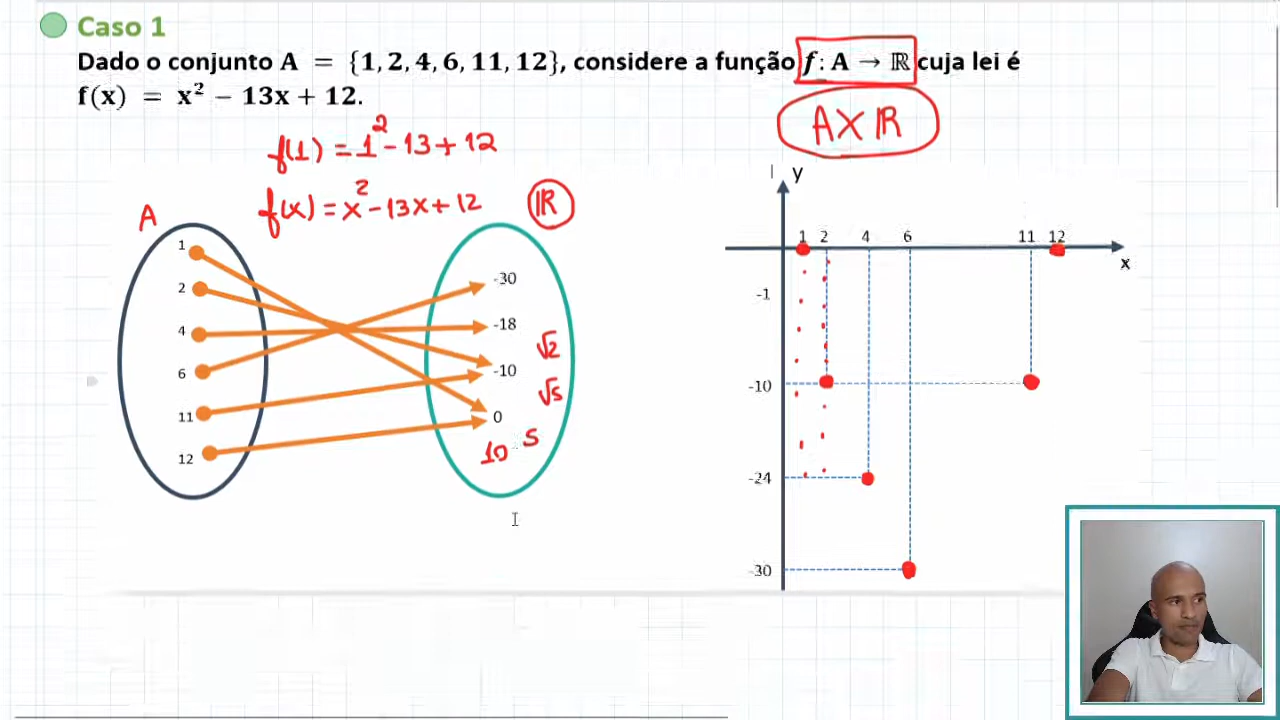 Caso 1
Dado o conjunto A = {1, 2, 4, 6, 11, 12}, considere a função f: A → ℝ cuja lei é
f(x) = x² − 13x + 12.
A X ℝ
f(1) = 1² - 13 + 12
f(x) = x² - 13x + 12
A
ℝ
1
2
4
6
11
12
-30
-18
-10
0
√2
√5
10 5
y
1 2 4 6 11 12
x
-1
-10
-24
-30